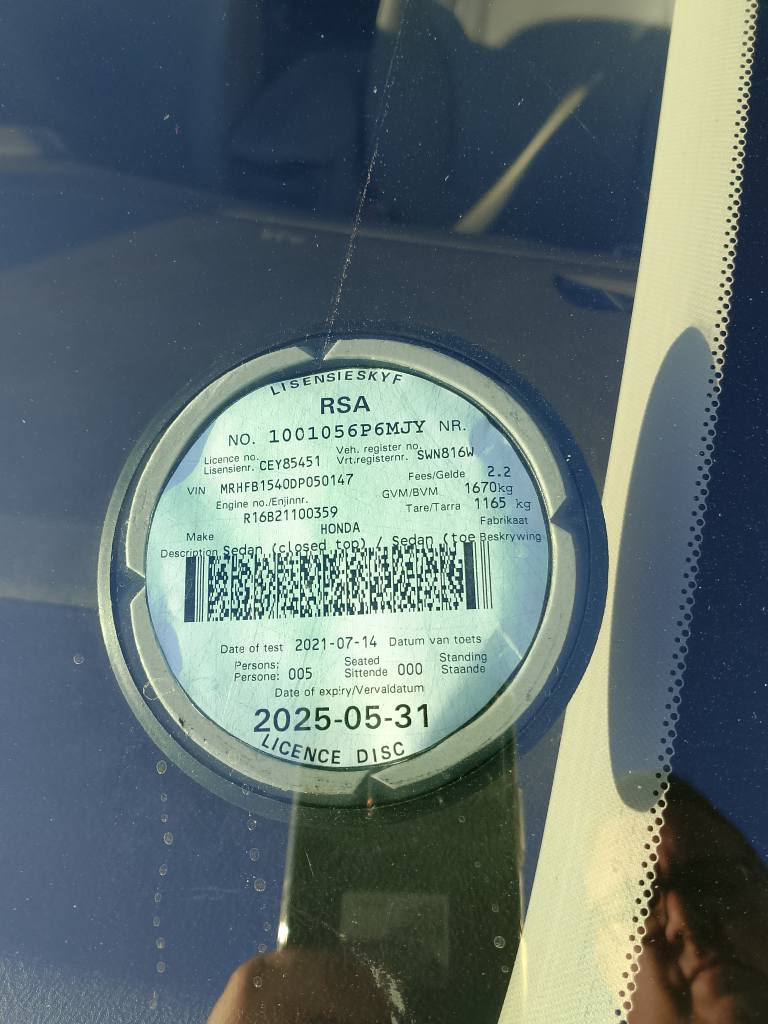 LISENSIESKYF
RSA
NO. 1001056P6MJY NR.
Licence no. Veh. register no.
Lisensienr. CEY85451 Vrt.registernr. SWN816W
VIN MRHFB1540DP050147 Fees/Gelde 2.2
Engine no./Enjinnr. GVM/BVM 1670kg
R16B21100359 Tare/Tarra 1165 kg
Make HONDA Fabrikaat
Description Sedan (closed top) / Sedan (toe Beskrywing
Date of test 2021-07-14 Datum van toets
Persons: Seated Standing
Persone: 005 Sittende 000 Staande
Date of expiry/Vervaldatum
2025-05-31
LICENCE DISC